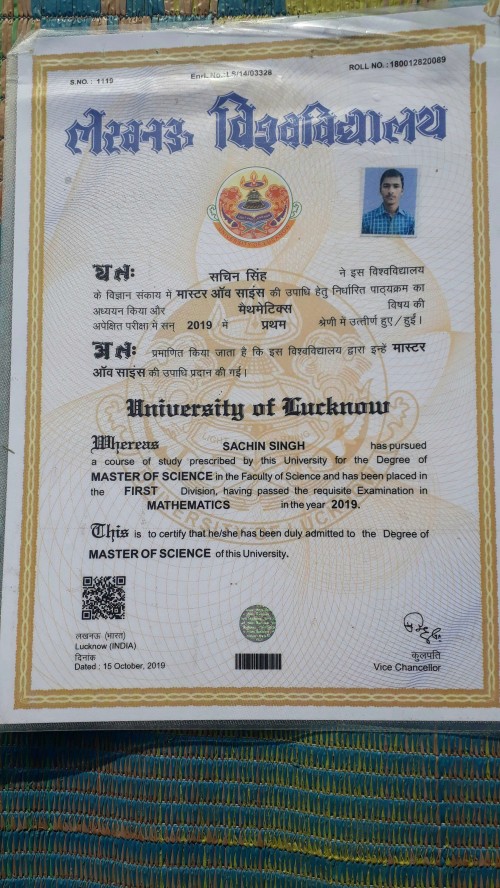 S.NO. : 1119
Enrl. No.: LS/14/03328
ROLL NO. : 180012820069
लखनऊ विश्वविद्यालय
यतः सचिन सिंह ने इस विश्वविद्यालय
के विज्ञान संकाय में मास्टर ऑव साइंस की उपाधि हेतु निर्धारित पाठ्यक्रम का
अध्ययन किया और मैथमेटिक्स विषय की
अपेक्षित परीक्षा में सन् 2019 में प्रथम श्रेणी में उत्तीर्ण हुए / हुईं।
अतः प्रमाणित किया जाता है कि इस विश्वविद्यालय द्वारा इन्हें मास्टर
ऑव साइंस की उपाधि प्रदान की गई।
University of Lucknow
Whereas SACHIN SINGH has pursued
a course of study prescribed by this University for the Degree of
MASTER OF SCIENCE in the Faculty of Science and has been placed in
the FIRST Division, having passed the requisite Examination in
MATHEMATICS in the year 2019.
This is to certify that he/she has been duly admitted to the Degree of
MASTER OF SCIENCE of this University.
लखनऊ (भारत)
Lucknow (INDIA)
दिनांक
Dated : 15 October, 2019
कुलपति
Vice Chancellor